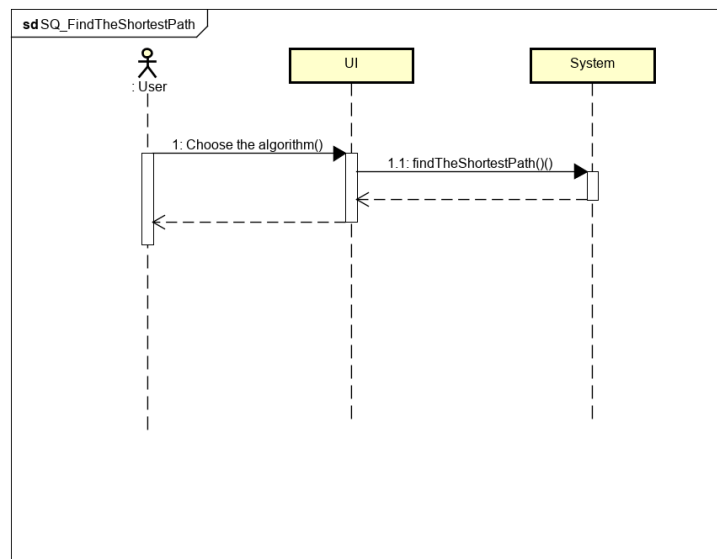 sd SQ_FindTheShortestPath
: User
UI
System
1: Choose the algorithm()
1.1: findTheShortestPath()()